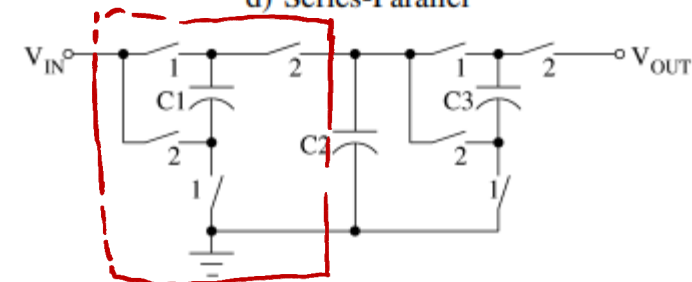 d) Series-Parallel
VIN 1 2 1 2 VOUT
C1 C3
2 C2 2
1 1